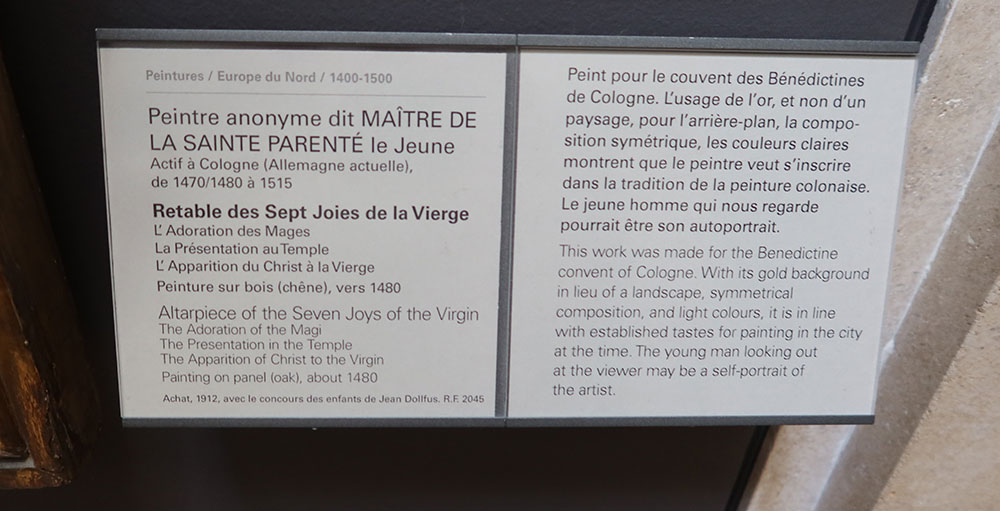 Peintures / Europe du Nord / 1400-1500
Peintre anonyme dit MAÎTRE DE
LA SAINTE PARENTÉ le Jeune
Actif à Cologne (Allemagne actuelle),
de 1470/1480 à 1515
Retable des Sept Joies de la Vierge
L'Adoration des Mages
La Présentation au Temple
L'Apparition du Christ à la Vierge
Peinture sur bois (chêne), vers 1480
Altarpiece of the Seven Joys of the Virgin
The Adoration of the Magi
The Presentation in the Temple
The Apparition of Christ to the Virgin
Painting on panel (oak), about 1480
Achat, 1912, avec le concours des enfants de Jean Dollfus. R.F. 2045
Peint pour le couvent des Bénédictines
de Cologne. L'usage de l'or, et non d'un
paysage, pour l'arrière-plan, la compo-
sition symétrique, les couleurs claires
montrent que le peintre veut s'inscrire
dans la tradition de la peinture colonaise.
Le jeune homme qui nous regarde
pourrait être son autoportrait.
This work was made for the Benedictine
convent of Cologne. With its gold background
in lieu of a landscape, symmetrical
composition, and light colours, it is in line
with established tastes for painting in the city
at the time. The young man looking out
at the viewer may be a self-portrait of
the artist.